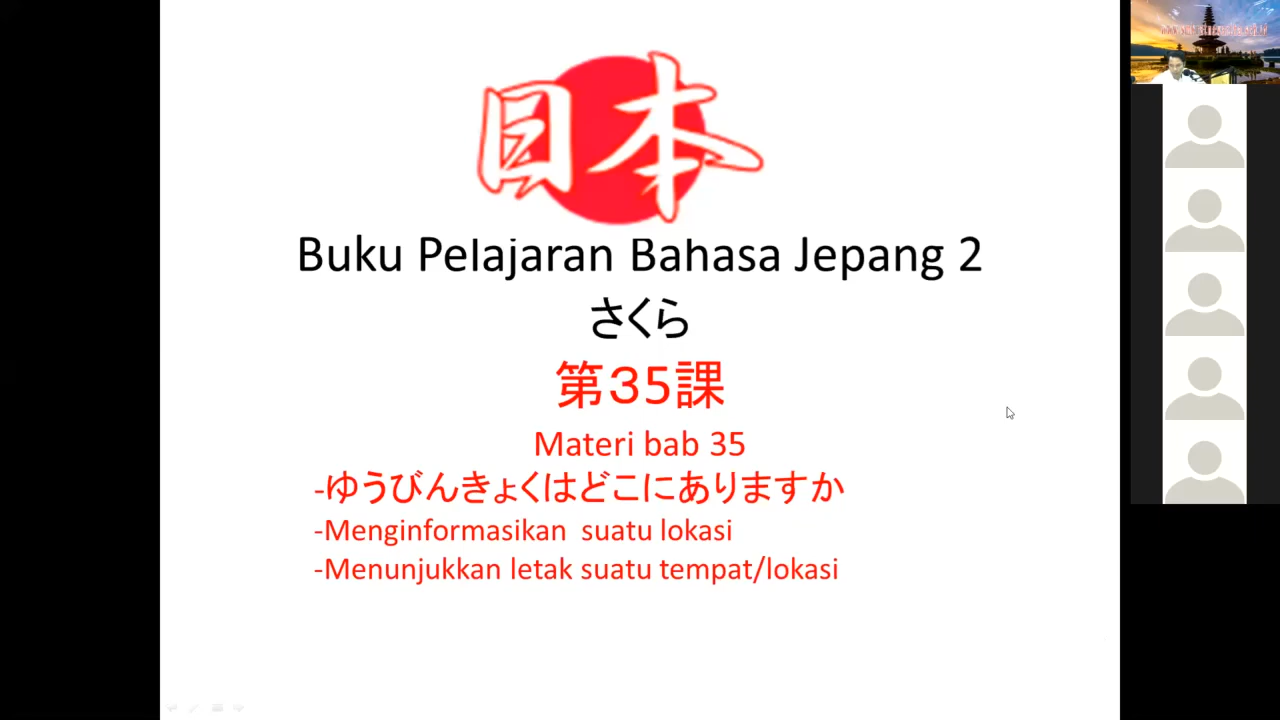 日本
Buku Pelajaran Bahasa Jepang 2
さくら
第35課
Materi bab 35
-ゆうびんきょくはどこにありますか
-Menginformasikan suatu lokasi
-Menunjukkan letak suatu tempat/lokasi